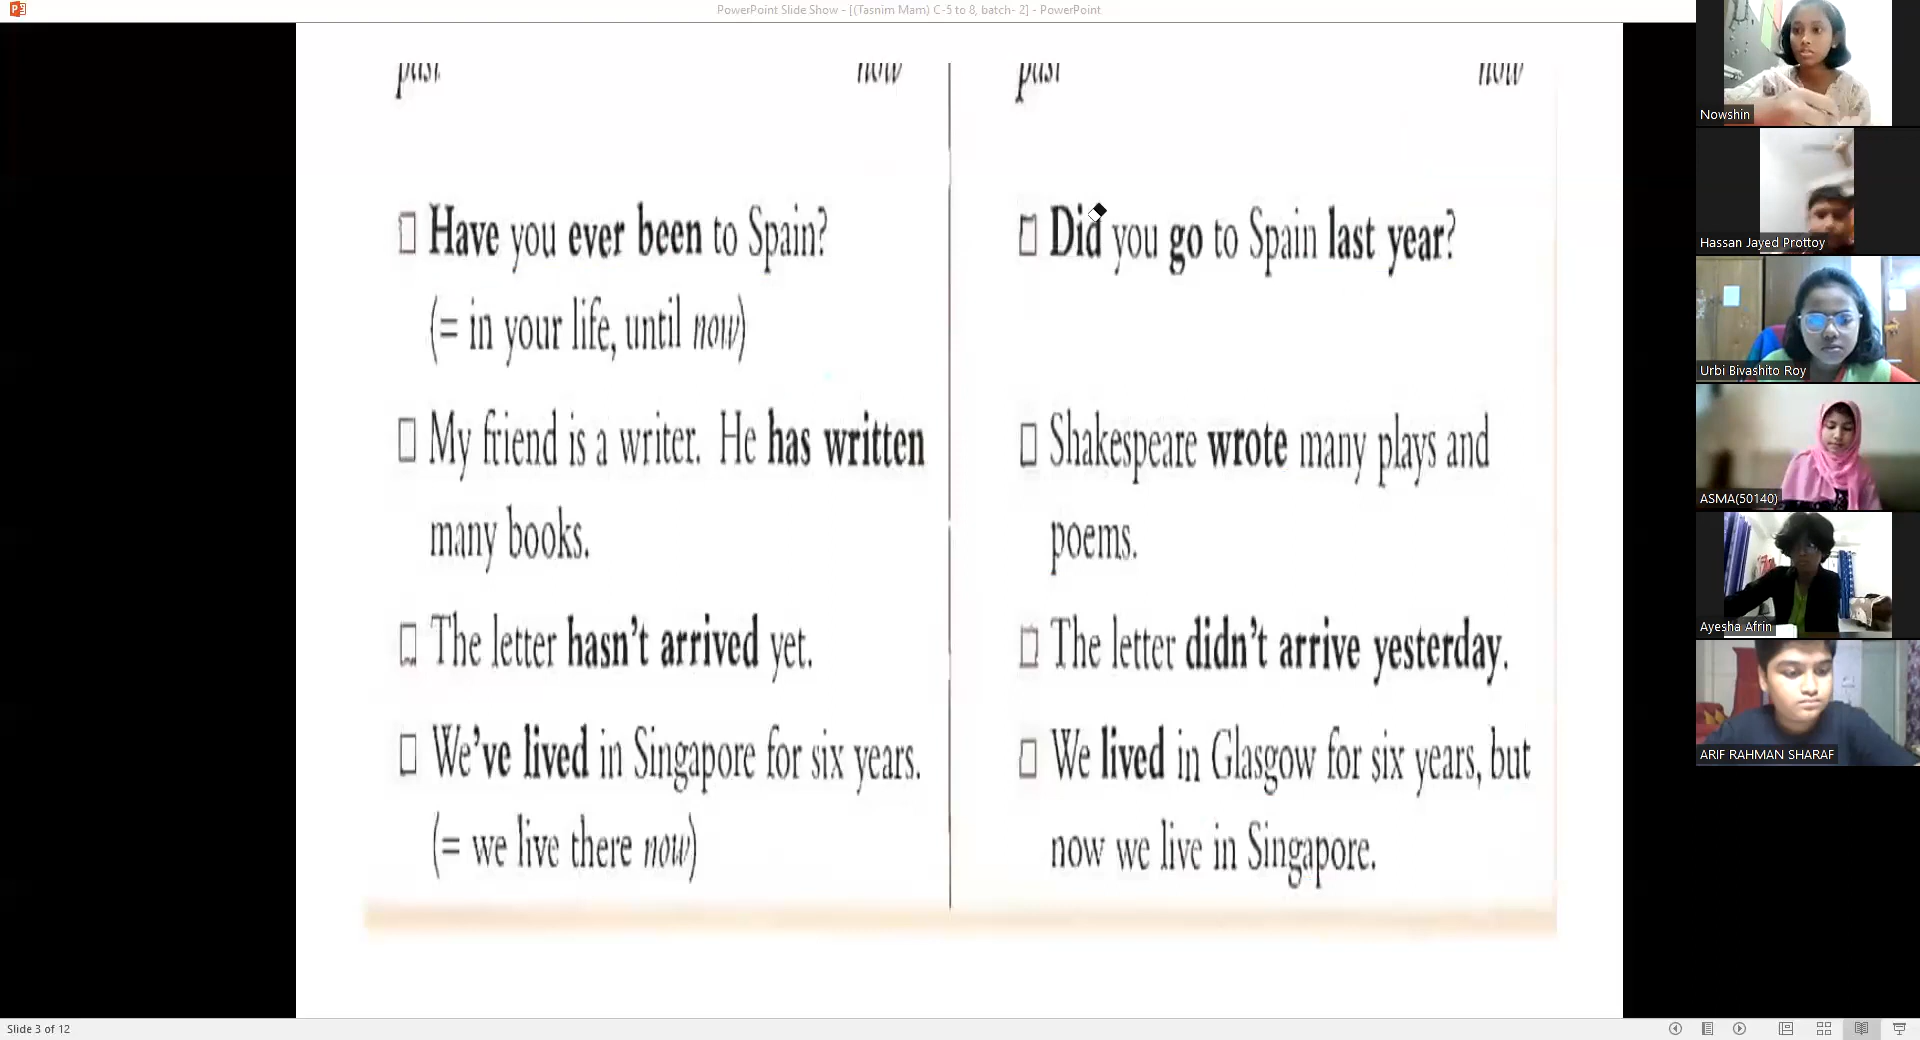 PowerPoint Slide Show - [(Tasnim Mam) C-5 to 8, batch- 2] - PowerPoint
past now
Have you ever been to Spain?
(= in your life, until now)
My friend is a writer. He has written
many books.
The letter hasn't arrived yet.
We've lived in Singapore for six years.
(= we live there now)
past now
Did you go to Spain last year?
Shakespeare wrote many plays and
poems.
The letter didn't arrive yesterday.
We lived in Glasgow for six years, but
now we live in Singapore.
Nowshin
Hassan Jayed Prottoy
Urbi Bivashito Roy
ASMA(50140)
Ayesha Afrin
ARIF RAHMAN SHARAF
Slide 3 of 12